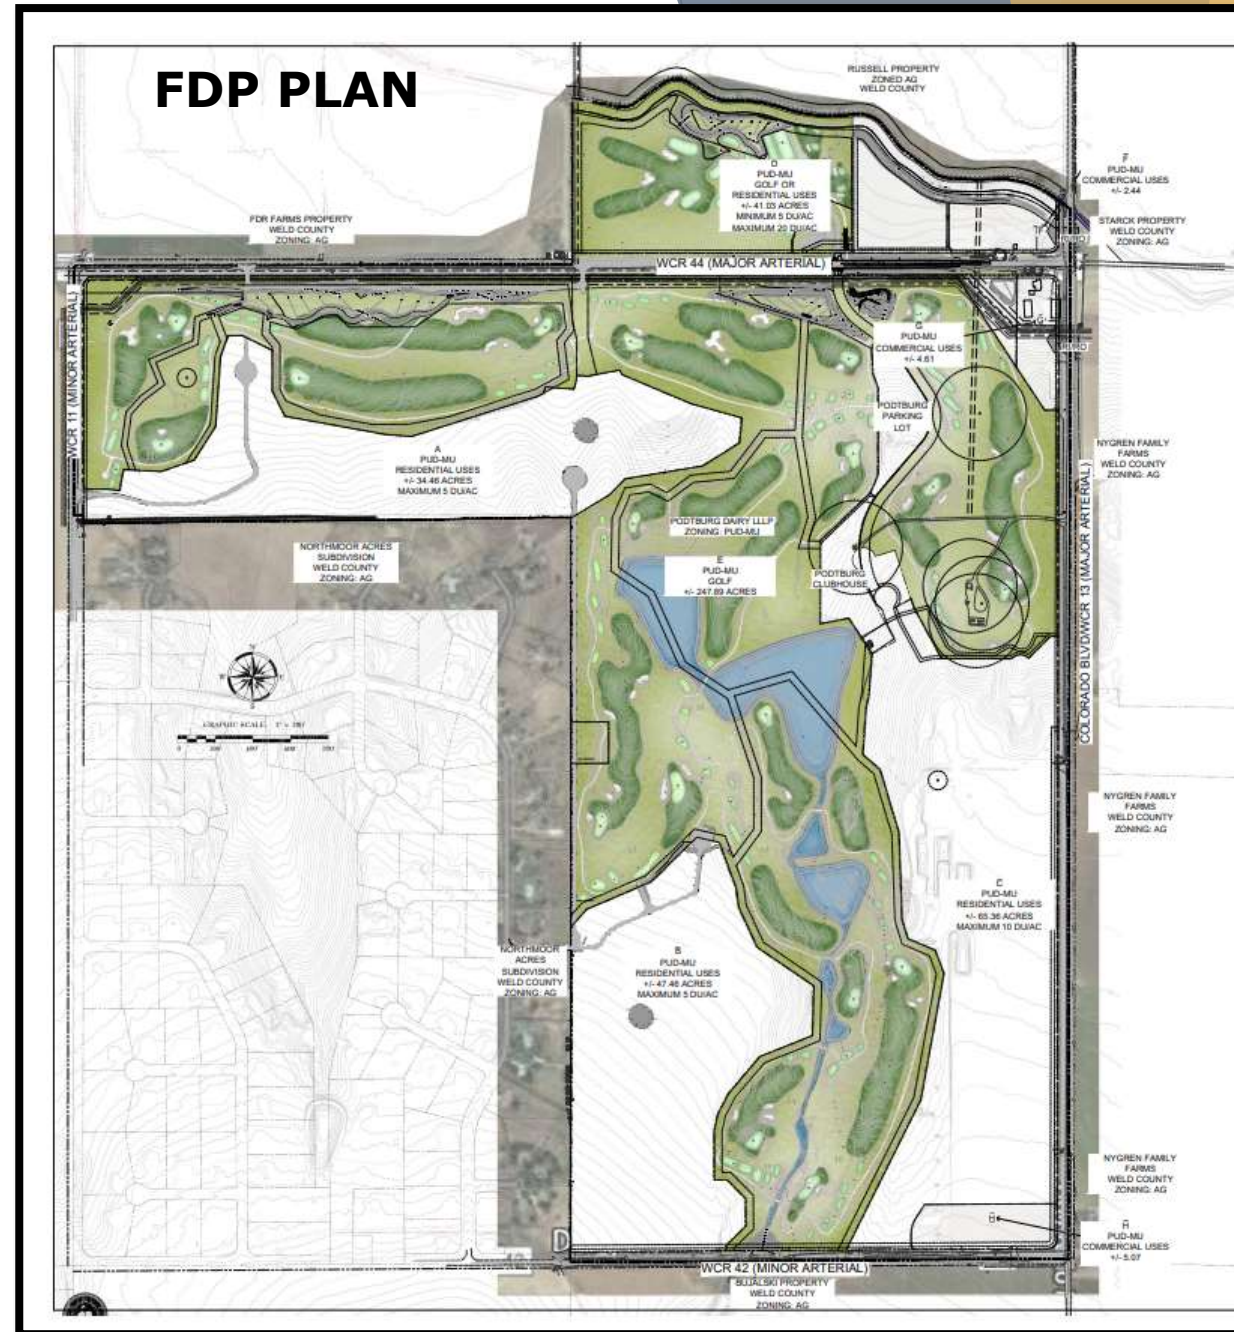 FDP PLAN
RUSSELL PROPERTY
ZONED AG
WELD COUNTY
F
PUD-MU
COMMERCIAL USES
+/- 2.44
D
PUD-MU
GOLF OR
RESIDENTIAL USES
+/- 41.03 ACRES
MINIMUM 5 DU/AC
MAXIMUM 20 DU/AC
FDR FARMS PROPERTY
WELD COUNTY
ZONING: AG
STARCK PROPERTY
WELD COUNTY
ZONING: AG
WCR 44 (MAJOR ARTERIAL)
WCR 11 (MINOR ARTERIAL)
G
PUD-MU
COMMERCIAL USES
+/- 4.61
RI/RO
PODTBURG
PARKING
LOT
A
PUD-MU
RESIDENTIAL USES
+/- 34.46 ACRES
MAXIMUM 5 DU/AC
NYGREN FAMILY
FARMS
WELD COUNTY
ZONING: AG
PODTBURG DAIRY LLLP
ZONING: PUD-MU
NORTHMOOR ACRES
SUBDIVISION
WELD COUNTY
ZONING: AG
E
PUD-MU
GOLF
+/- 247.89 ACRES
PODTBURG
CLUBHOUSE
COLORADO BLVD/WCR 13 (MAJOR ARTERIAL)
N
W
E
S
GRAPHIC SCALE
0
NYGREN FAMILY
FARMS
WELD COUNTY
ZONING: AG
C
PUD-MU
RESIDENTIAL USES
+/- 65.36 ACRES
MAXIMUM 10 DU/AC
NORTHMOOR
ACRES
SUBDIVISION
WELD COUNTY
ZONING: AG
B
PUD-MU
RESIDENTIAL USES
+/- 47.46 ACRES
MAXIMUM 5 DU/AC
NYGREN FAMILY
FARMS
WELD COUNTY
ZONING: AG
H
PUD-MU
COMMERCIAL USES
+/- 5.07
WCR 42 (MINOR ARTERIAL)
BUJALSKI PROPERTY
WELD COUNTY
ZONING: AG